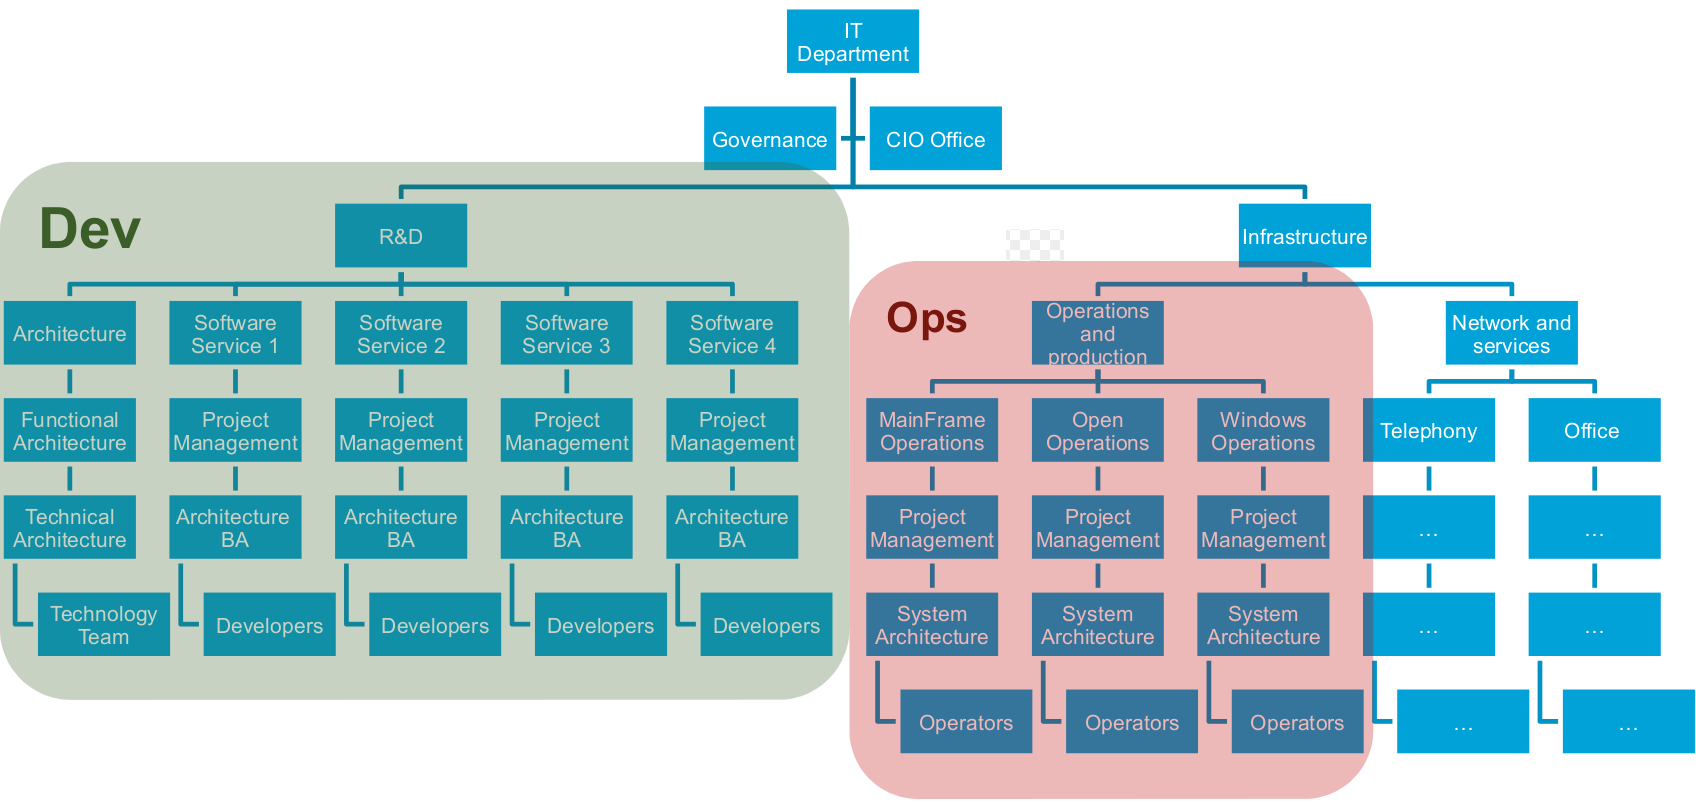 IT
Department
Governance
CIO Office
Dev
R&D
Infrastructure
Architecture
Software
Service 1
Software
Service 2
Software
Service 3
Software
Service 4
Ops
Operations
and
production
Network and
services
Functional
Architecture
Project
Management
Project
Management
Project
Management
Project
Management
MainFrame
Operations
Open
Operations
Windows
Operations
Telephony
Office
Technical
Architecture
Architecture
BA
Architecture
BA
Architecture
BA
Architecture
BA
Project
Management
Project
Management
Project
Management
...
...
Technology
Team
Developers
Developers
Developers
Developers
System
Architecture
System
Architecture
System
Architecture
...
...
Operators
Operators
Operators
...
...